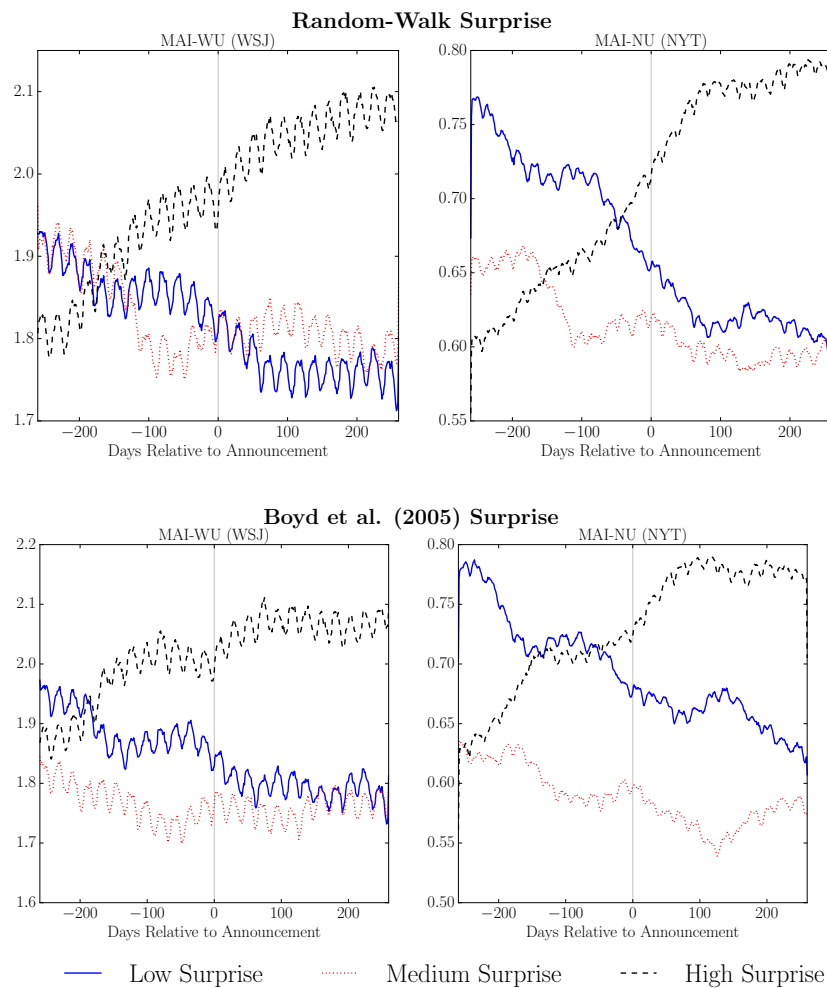 Random-Walk Surprise
MAI-WU (WSJ) MAI-NU (NYT)
2.1 0.80
2.0 0.75
1.9 0.70
1.8 0.65
1.7 0.60
0.55
−200 −100 0 100 200 −200 −100 0 100 200
Days Relative to Announcement Days Relative to Announcement
Boyd et al. (2005) Surprise
MAI-WU (WSJ) MAI-NU (NYT)
2.2 0.80
2.1 0.75
2.0 0.70
1.9 0.65
1.8 0.60
1.7 0.55
1.6 0.50
−200 −100 0 100 200 −200 −100 0 100 200
Days Relative to Announcement Days Relative to Announcement
Low Surprise Medium Surprise High Surprise